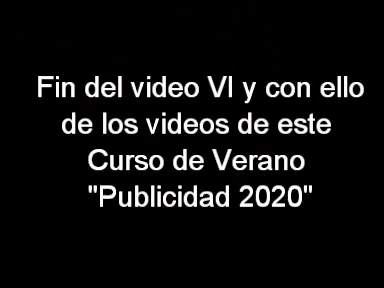 Fin del video VI y con ello
de los videos de este
Curso de Verano
"Publicidad 2020"